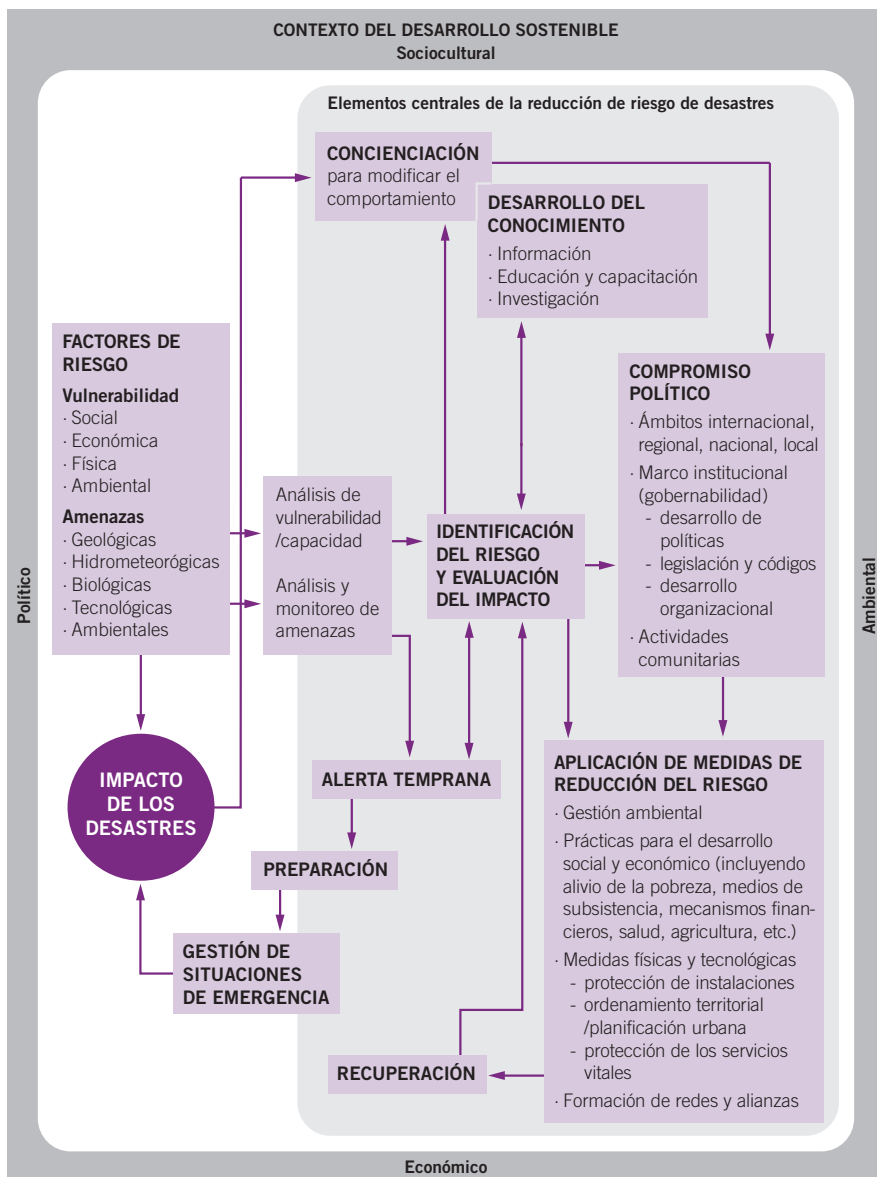 CONTEXTO DEL DESARROLLO SOSTENIBLE
Sociocultural
Elementos centrales de la reducción de riesgo de desastres
CONCIENCIACIÓN
para modificar el
comportamiento
DESARROLLO DEL
CONOCIMIENTO
· Información
· Educación y capacitación
· Investigación
FACTORES DE
RIESGO
Vulnerabilidad
· Social
· Económica
· Física
· Ambiental
Amenazas
· Geológicas
· Hidrometeorógicas
· Biológicas
· Tecnológicas
· Ambientales
Análisis de
vulnerabilidad
/capacidad
Análisis y
monitoreo de
amenazas
IDENTIFICACIÓN
DEL RIESGO
Y EVALUACIÓN
DEL IMPACTO
COMPROMISO
POLÍTICO
· Ámbitos internacional,
regional, nacional, local
· Marco institucional
(gobernabilidad)
- desarrollo de
políticas
- legislación y códigos
- desarrollo
organizacional
· Actividades
comunitarias
Político
Ambiental
IMPACTO
DE LOS
DESASTRES
ALERTA TEMPRANA
PREPARACIÓN
GESTIÓN DE
SITUACIONES
DE EMERGENCIA
RECUPERACIÓN
APLICACIÓN DE MEDIDAS DE
REDUCCIÓN DEL RIESGO
· Gestión ambiental
· Prácticas para el desarrollo
social y económico (incluyendo
alivio de la pobreza, medios de
subsistencia, mecanismos finan-
cieros, salud, agricultura, etc.)
· Medidas físicas y tecnológicas
- protección de instalaciones
- ordenamiento territorial
/planificación urbana
- protección de los servicios
vitales
· Formación de redes y alianzas
Económico